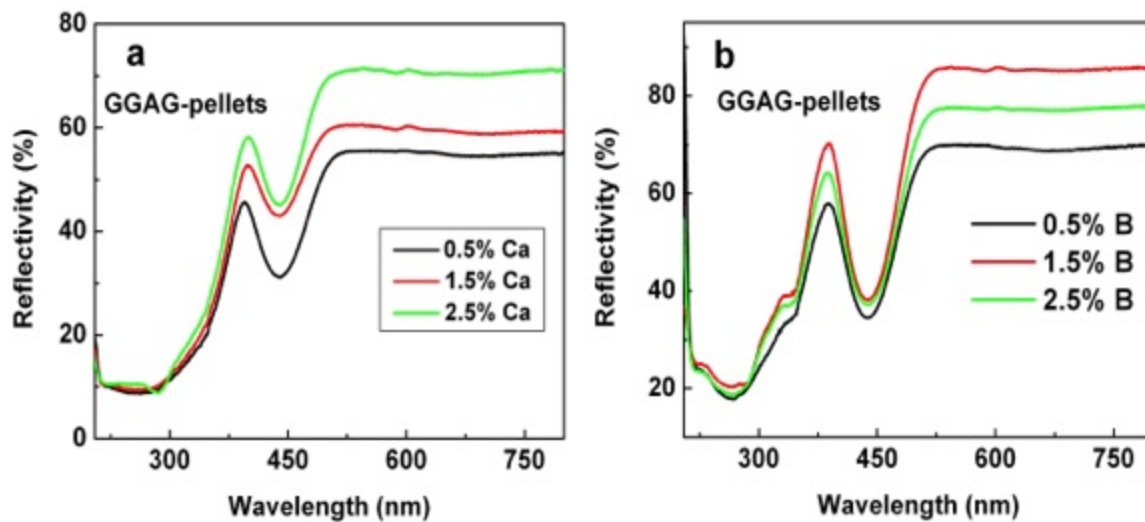 a
GGAG-pellets
80
60
40
20
0
Reflectivity (%)
0.5% Ca
1.5% Ca
2.5% Ca
300 450 600 750
Wavelength (nm)
b
GGAG-pellets
80
60
40
20
Reflectivity (%)
0.5% B
1.5% B
2.5% B
300 450 600 750
Wavelength (nm)